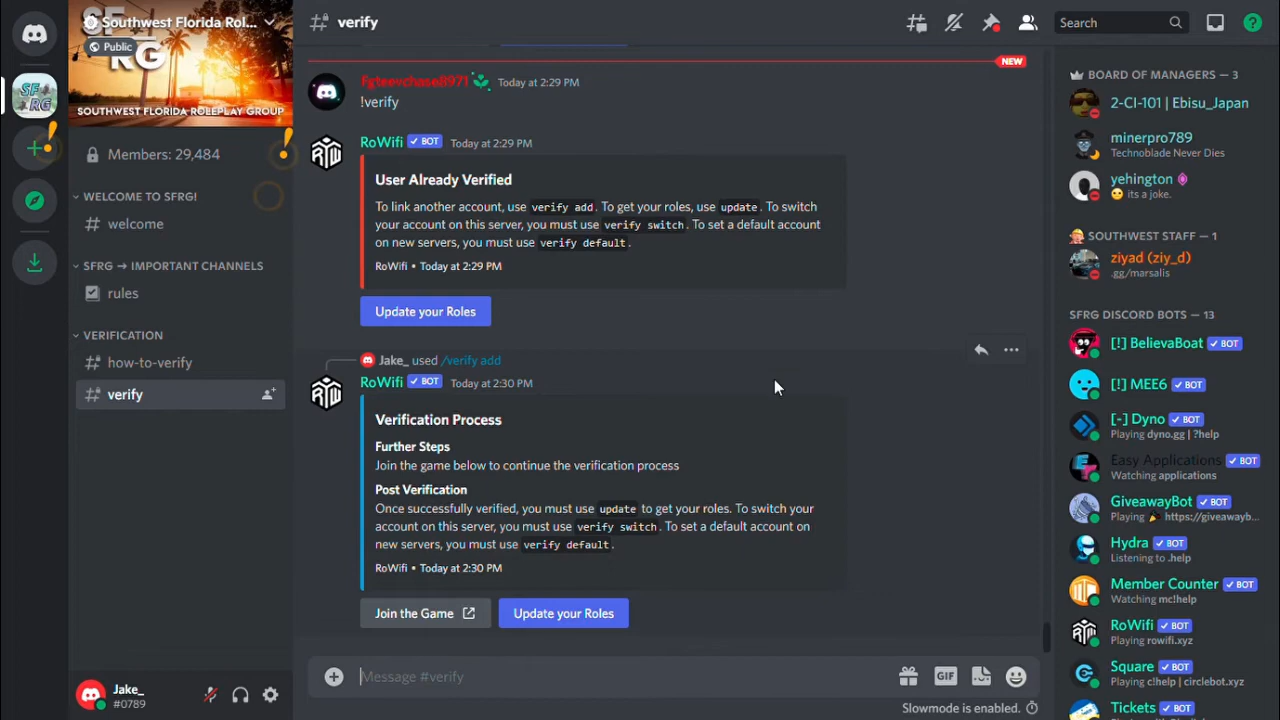 SF
RG
Southwest Florida Rol...
Public
RG
SOUTHWEST FLORIDA ROLEPLAY GROUP
Members: 29,484
WELCOME TO SFRG!
welcome
SFRG → IMPORTANT CHANNELS
rules
VERIFICATION
how-to-verify
verify
Jake_
#0789
verify
Search
NEW
Fgteevchase8971 Today at 2:29 PM
!verify
RoWifi ✓ BOT Today at 2:29 PM
User Already Verified
To link another account, use verify add. To get your roles, use update. To switch
your account on this server, you must use verify switch. To set a default account
on new servers, you must use verify default.
RoWifi • Today at 2:29 PM
Update your Roles
Jake_ used /verify add
RoWifi ✓ BOT Today at 2:30 PM
Verification Process
Further Steps
Join the game below to continue the verification process
Post Verification
Once successfully verified, you must use update to get your roles. To switch your
account on this server, you must use verify switch. To set a default account on
new servers, you must use verify default.
RoWifi • Today at 2:30 PM
Join the Game
Update your Roles
Message #verify
GIF
Slowmode is enabled.
BOARD OF MANAGERS — 3
2-CI-101 | Ebisu_Japan
minerpro789
Technoblade Never Dies
yehington
its a joke.
SOUTHWEST STAFF — 1
ziyad (ziy_d)
.gg/marsalis
SFRG DISCORD BOTS — 13
[!] BelievaBoat ✓ BOT
[!] MEE6 ✓ BOT
[-] Dyno ✓ BOT
Playing dyno.gg | ?help
Easy Applications ✓ BOT
Watching applications
GiveawayBot ✓ BOT
Playing https://giveawayb...
Hydra ✓ BOT
Listening to .help
Member Counter ✓ BOT
Watching mc!help
RoWifi ✓ BOT
Playing rowifi.xyz
Square ✓ BOT
Playing c!help | circlebot.xyz
Tickets ✓ BOT